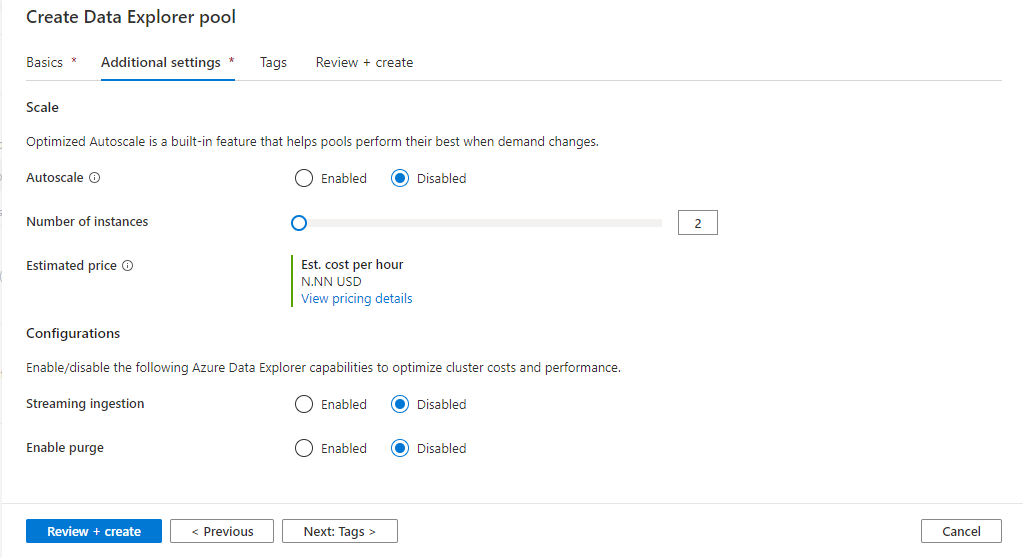 Create Data Explorer pool
Basics * Additional settings * Tags Review + create
Scale
Optimized Autoscale is a built-in feature that helps pools perform their best when demand changes.
Autoscale Enabled Disabled
Number of instances 2
Estimated price Est. cost per hour
N.NN USD
View pricing details
Configurations
Enable/disable the following Azure Data Explorer capabilities to optimize cluster costs and performance.
Streaming ingestion Enabled Disabled
Enable purge Enabled Disabled
Review + create < Previous Next: Tags > Cancel